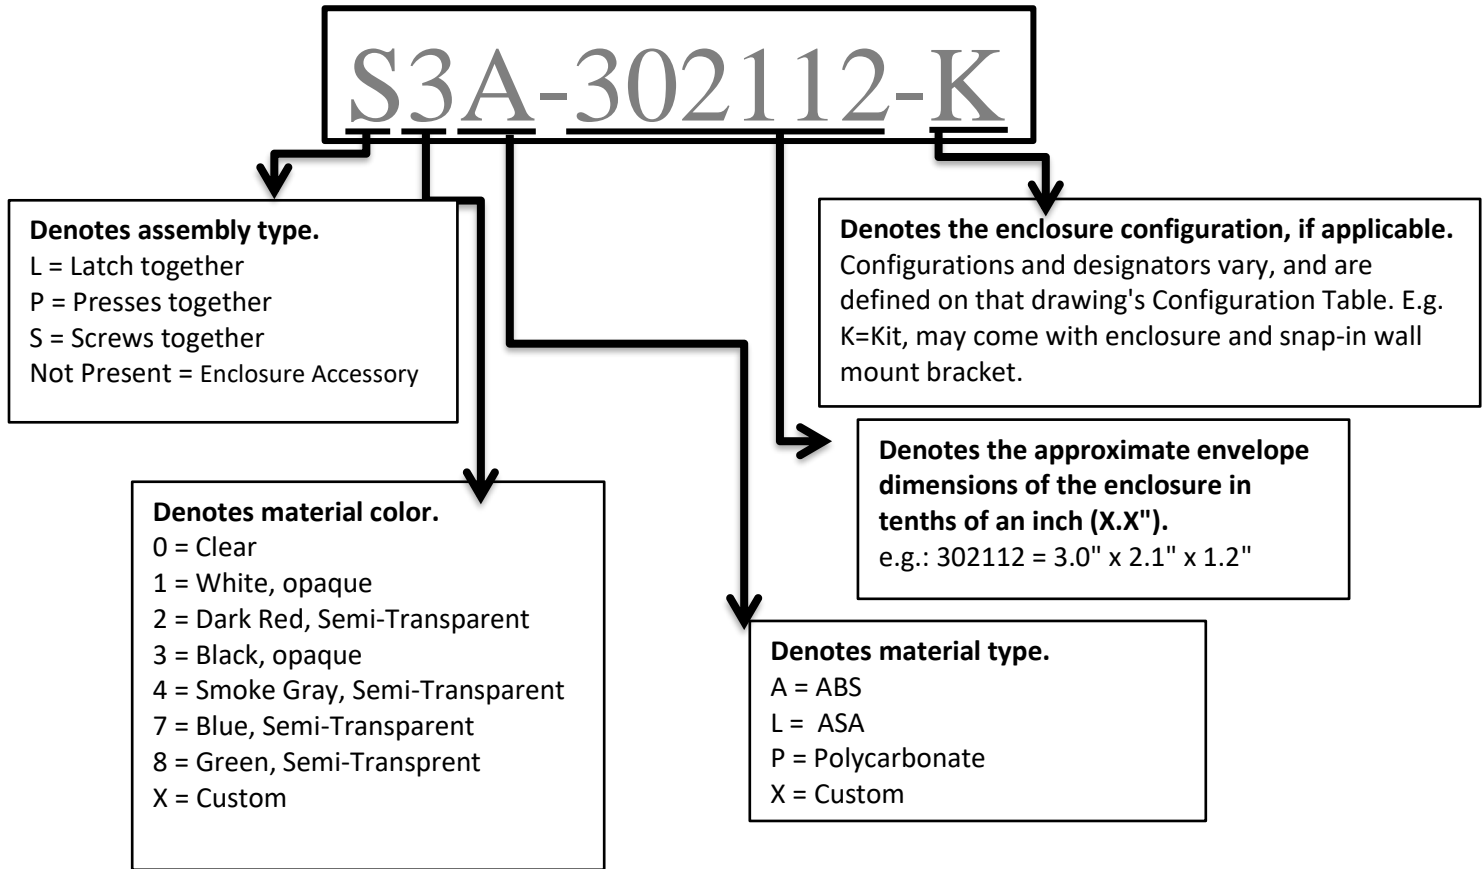 S3A-302112-K
Denotes assembly type.
L = Latch together
P = Presses together
S = Screws together
Not Present = Enclosure Accessory
Denotes the enclosure configuration, if applicable.
Configurations and designators vary, and are
defined on that drawing's Configuration Table. E.g.
K=Kit, may come with enclosure and snap-in wall
mount bracket.
Denotes the approximate envelope
dimensions of the enclosure in
tenths of an inch (X.X").
e.g.: 302112 = 3.0" x 2.1" x 1.2"
Denotes material color.
0 = Clear
1 = White, opaque
2 = Dark Red, Semi-Transparent
3 = Black, opaque
4 = Smoke Gray, Semi-Transparent
7 = Blue, Semi-Transparent
8 = Green, Semi-Transprent
X = Custom
Denotes material type.
A = ABS
L = ASA
P = Polycarbonate
X = Custom